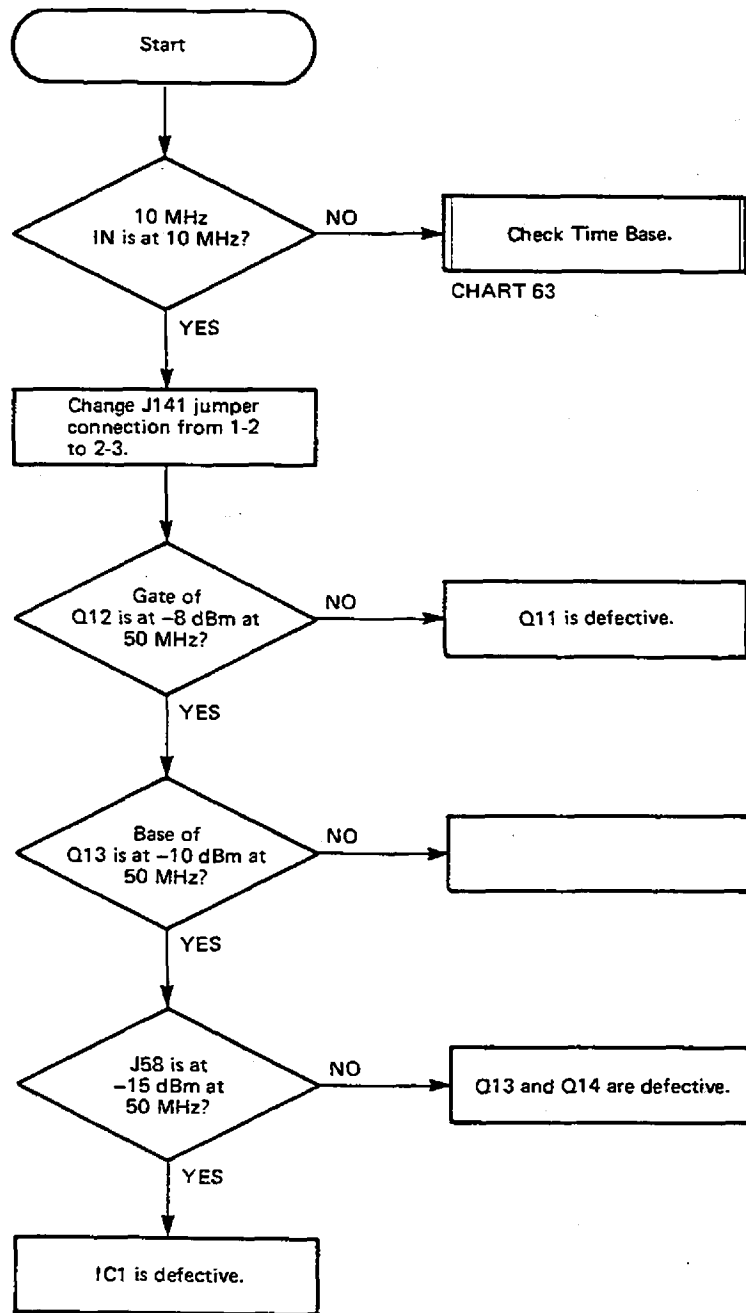 Start
10 MHz
IN is at 10 MHz?
NO
Check Time Base.
CHART 63
YES
Change J141 jumper
connection from 1-2
to 2-3.
Gate of
Q12 is at –8 dBm at
50 MHz?
NO
Q11 is defective.
YES
Base of
Q13 is at –10 dBm at
50 MHz?
NO
YES
J58 is at
–15 dBm at
50 MHz?
NO
Q13 and Q14 are defective.
YES
IC1 is defective.